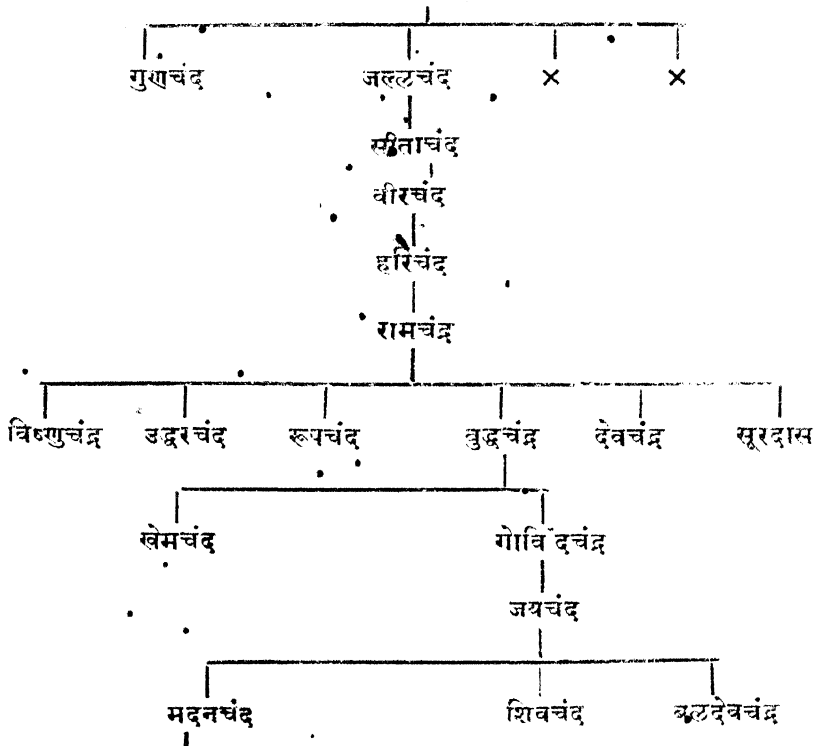 गुणचंद जल्लचंद × ×
सीताचंद
वीरचंद
हरिचंद
रामचंद्र
विष्णुचंद्र उद्धरचंद रूपचंद बुद्धचंद्र देवचंद्र सूरदास
खेमचंद गोविंदचंद्र
जयचंद
मदनचंद शिवचंद बलदेवचंद्र